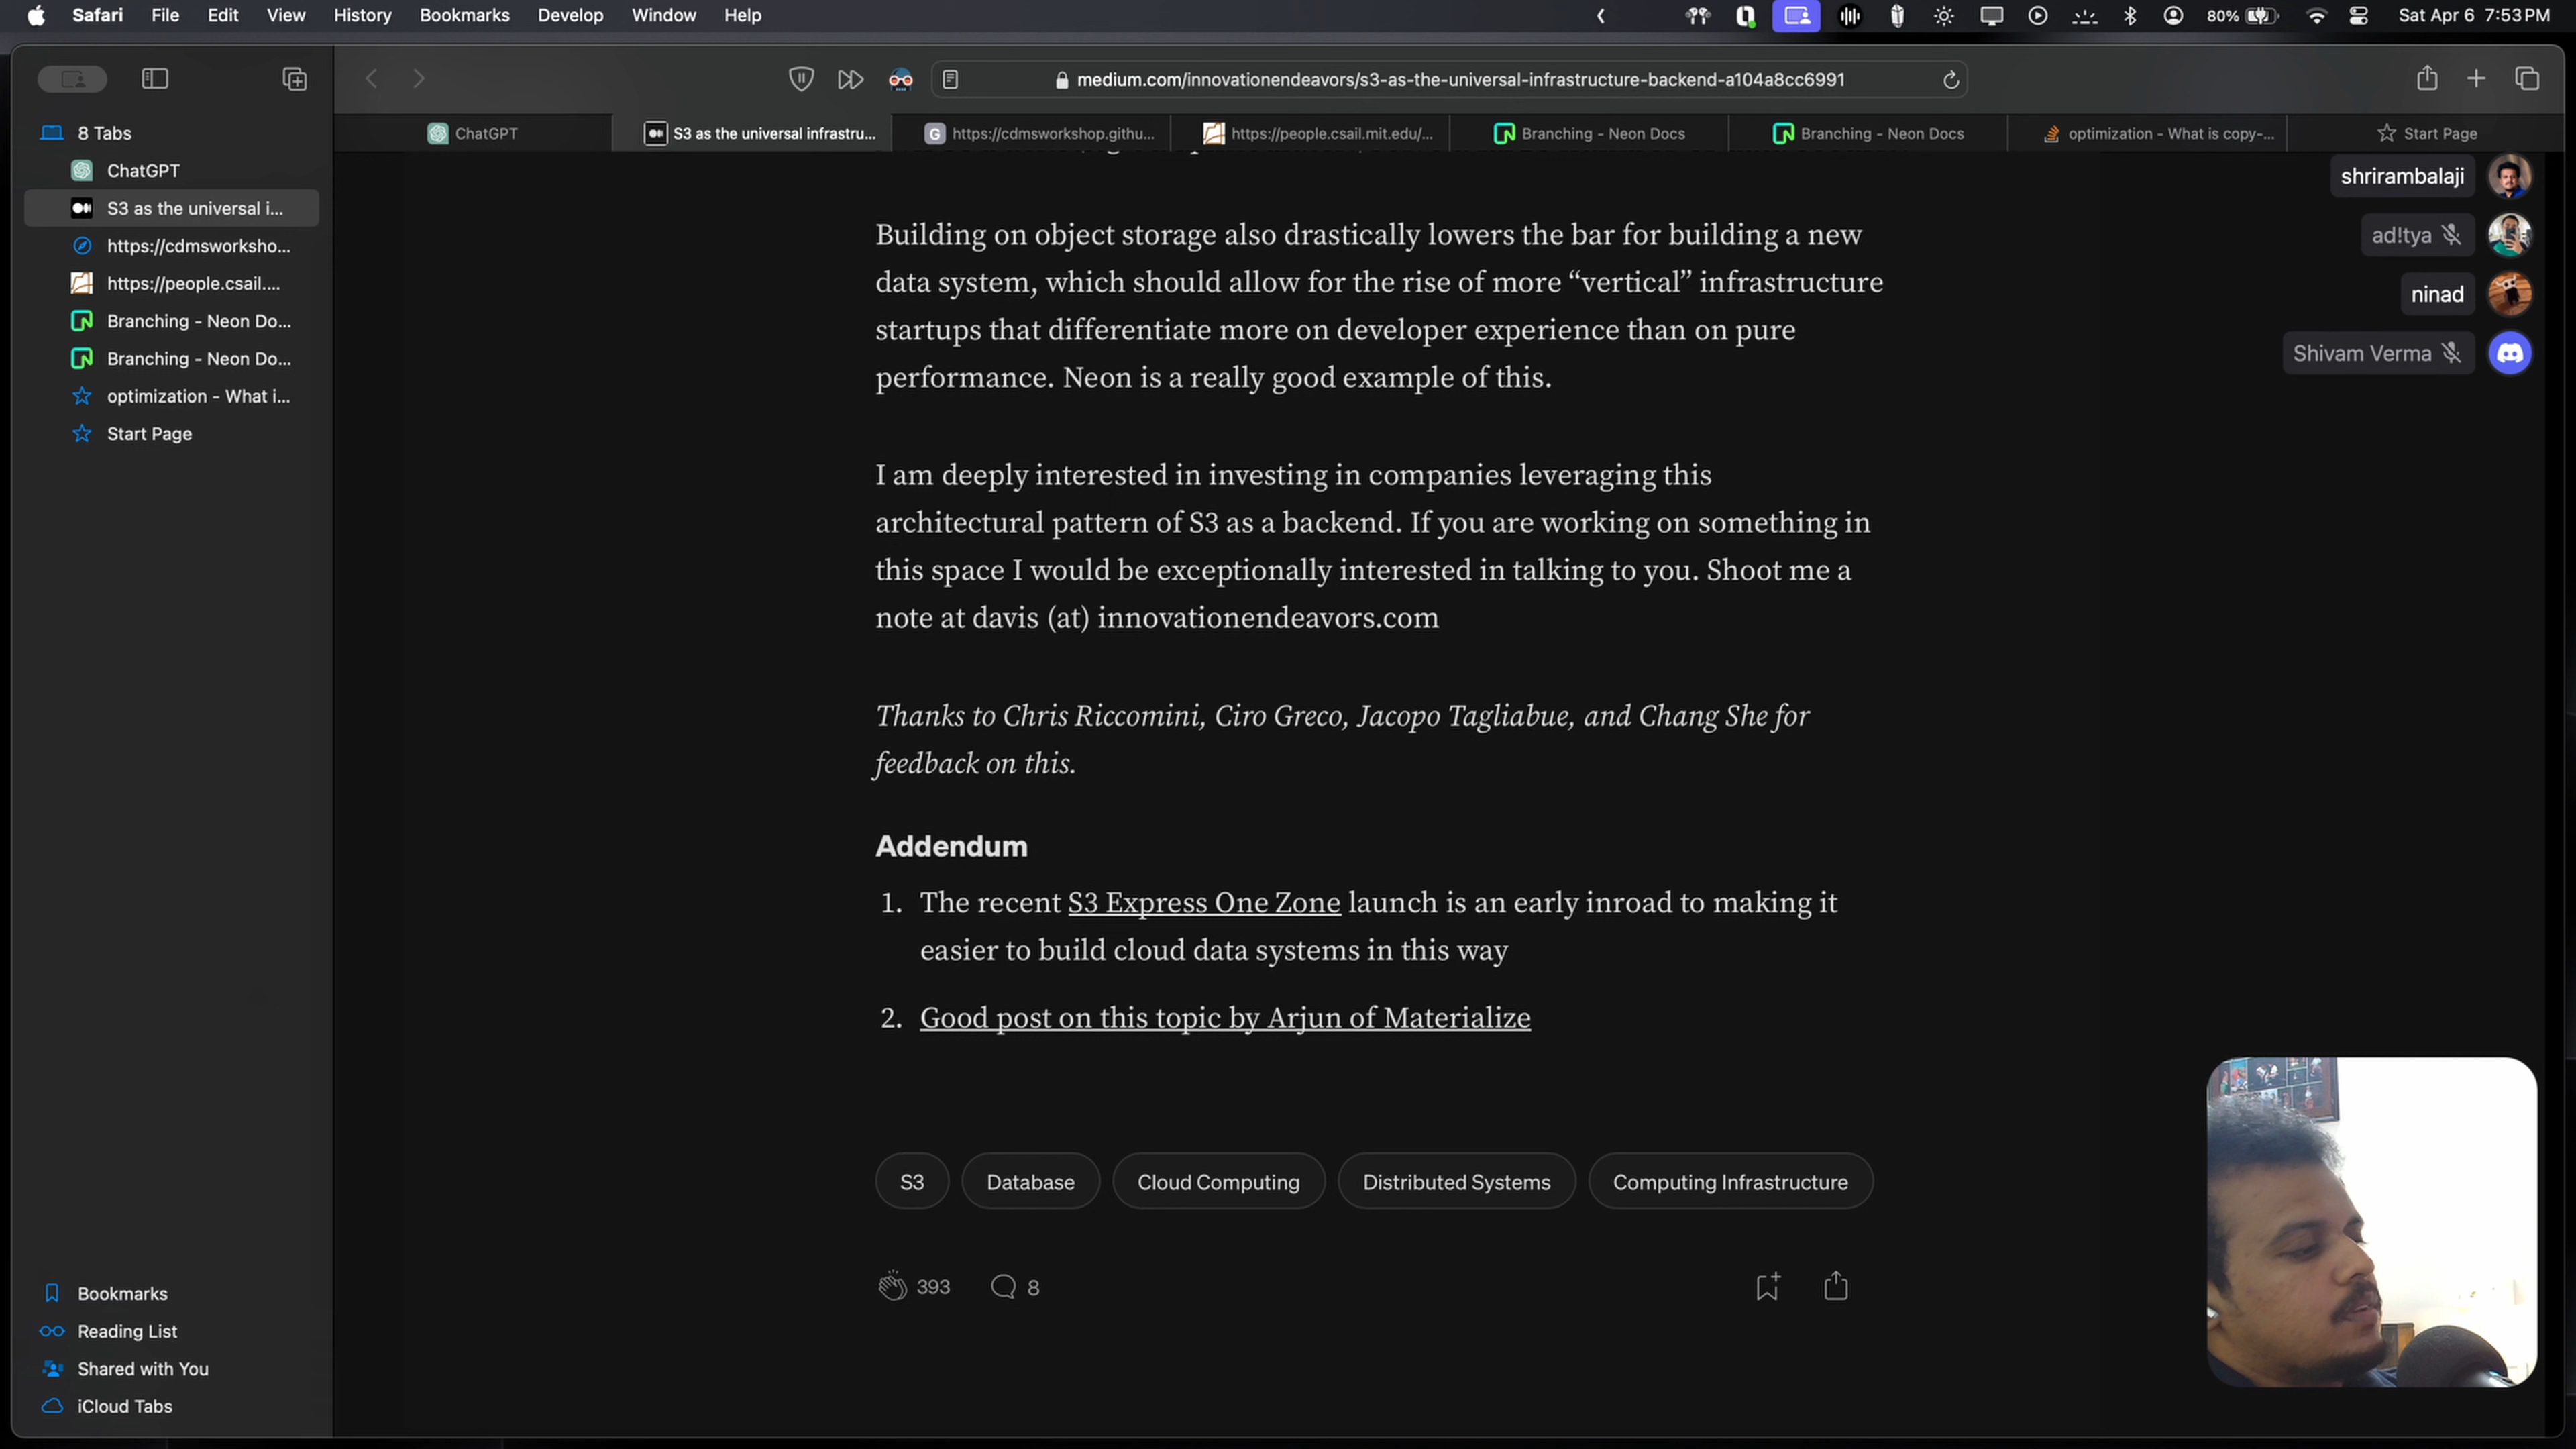 Safari File Edit View History Bookmarks Develop Window Help
80% Sat Apr 6 7:53 PM
medium.com/innovationendeavors/s3-as-the-universal-infrastructure-backend-a104a8cc6991
ChatGPT
S3 as the universal infrastru...
https://cdmsworkshop.githu...
https://people.csail.mit.edu/...
Branching - Neon Docs
Branching - Neon Docs
optimization - What is copy-...
Start Page
8 Tabs
ChatGPT
S3 as the universal i...
https://cdmsworksho...
https://people.csail....
Branching - Neon Do...
Branching - Neon Do...
optimization - What i...
Start Page
Bookmarks
Reading List
Shared with You
iCloud Tabs
Building on object storage also drastically lowers the bar for building a new
data system, which should allow for the rise of more “vertical” infrastructure
startups that differentiate more on developer experience than on pure
performance. Neon is a really good example of this.
I am deeply interested in investing in companies leveraging this
architectural pattern of S3 as a backend. If you are working on something in
this space I would be exceptionally interested in talking to you. Shoot me a
note at davis (at) innovationendeavors.com
Thanks to Chris Riccomini, Ciro Greco, Jacopo Tagliabue, and Chang She for
feedback on this.
Addendum
1. The recent S3 Express One Zone launch is an early inroad to making it
easier to build cloud data systems in this way
2. Good post on this topic by Arjun of Materialize
S3 Database Cloud Computing Distributed Systems Computing Infrastructure
393 8
shrirambalaji
ad!tya
ninad
Shivam Verma